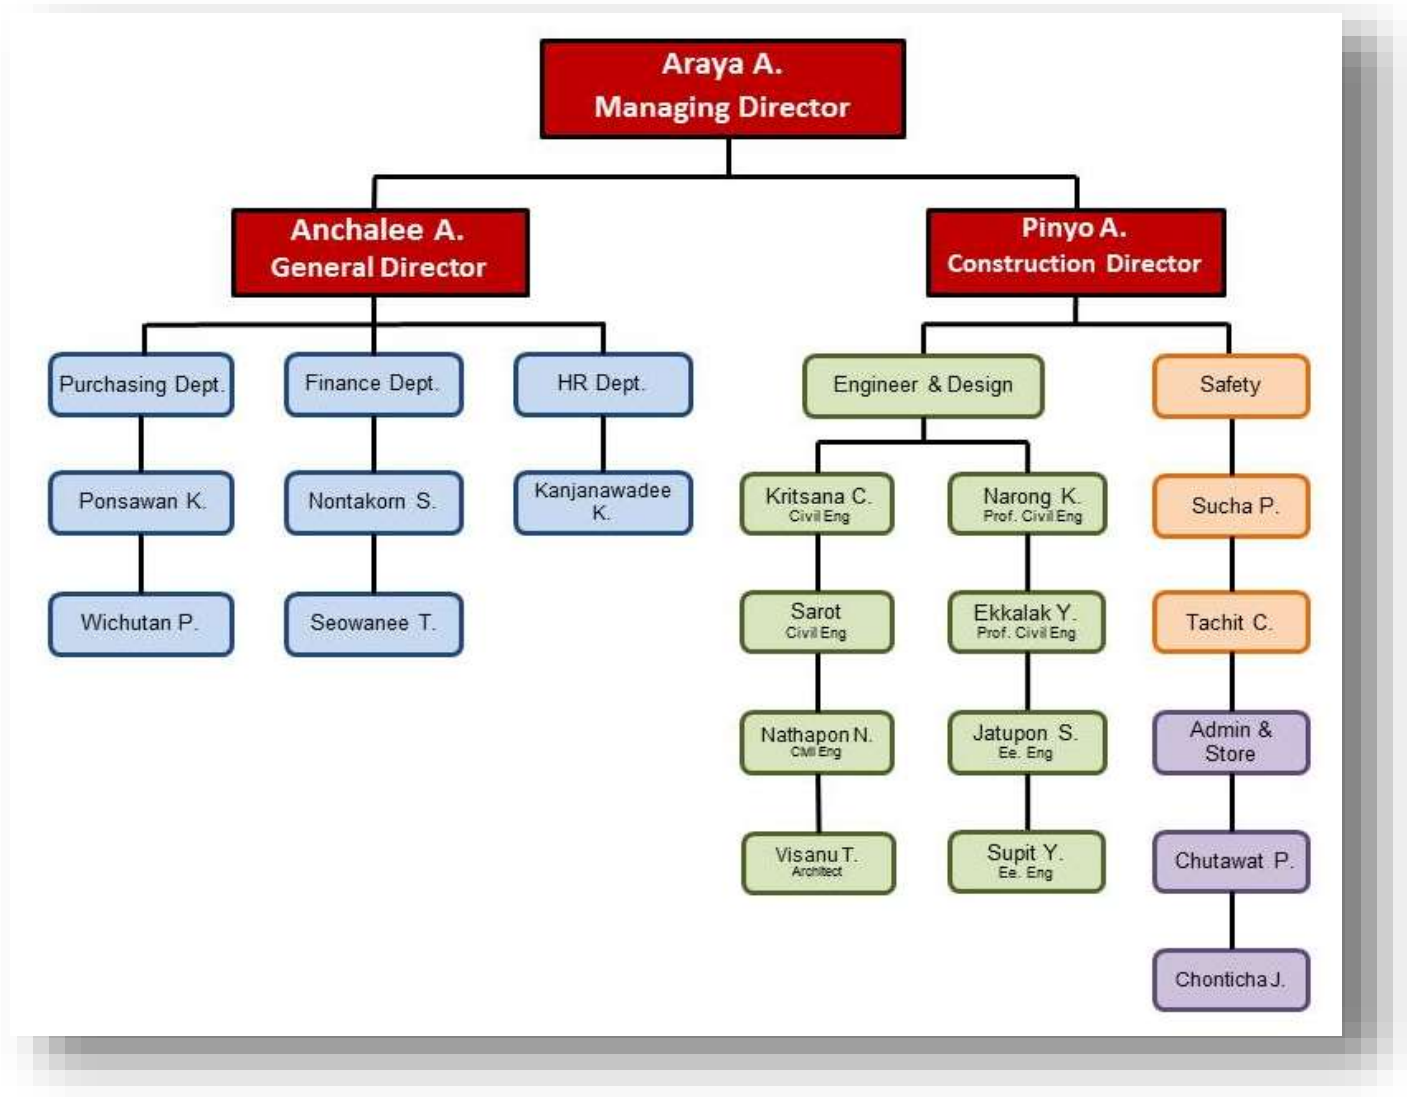 Araya A.
Managing Director
Anchalee A.
General Director
Pinyo A.
Construction Director
Purchasing Dept.
Finance Dept.
HR Dept.
Engineer & Design
Safety
Ponsawan K.
Nontakorn S.
Kanjanawadee
K.
Kritsana C.
Civil Eng
Narong K.
Prof. Civil Eng
Sucha P.
Wichutan P.
Seowanee T.
Sarot
Civil Eng
Ekkalak Y.
Prof. Civil Eng
Tachit C.
Nathapon N.
Civil Eng
Jatupon S.
Ee. Eng
Admin &
Store
Visanu T.
Architect
Supit Y.
Ee. Eng
Chutawat P.
Chonticha J.